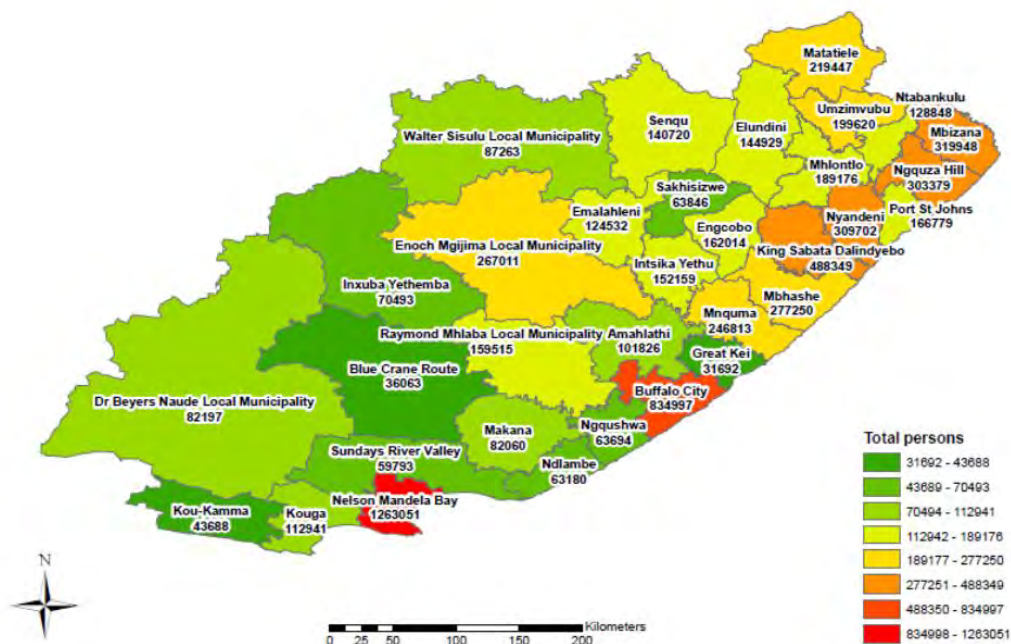 Matatiele
219447
Ntabankulu
128848
Umzimvubu
199620
Mbizana
319948
Senqu
140720
Elundini
144929
Walter Sisulu Local Municipality
87263
Mhlontlo
189176
Ngquza Hill
303379
Sakhisizwe
63846
Port St Johns
166779
Nyandeni
309702
Emalahleni
124532
Engcobo
162014
Enoch Mgijima Local Municipality
267011
King Sabata Dalindyebo
488349
Intsika Yethu
152159
Inxuba Yethemba
70493
Mbhashe
277250
Mnquma
246813
Raymond Mhlaba Local Municipality
159515
Amahlathi
101826
Great Kei
31692
Blue Crane Route
36063
Buffalo City
834997
Dr Beyers Naude Local Municipality
82197
Makana
82060
Ngqushwa
63694
Sundays River Valley
59793
Ndlambe
63180
Nelson Mandela Bay
1263051
Kou-Kamma
43688
Kouga
112941
Total persons
31692 - 43688
43689 - 70493
70494 - 112941
112942 - 189176
189177 - 277250
277251 - 488349
488350 - 834997
834998 - 1263051
N
Kilometers
0 25 50 100 150 200